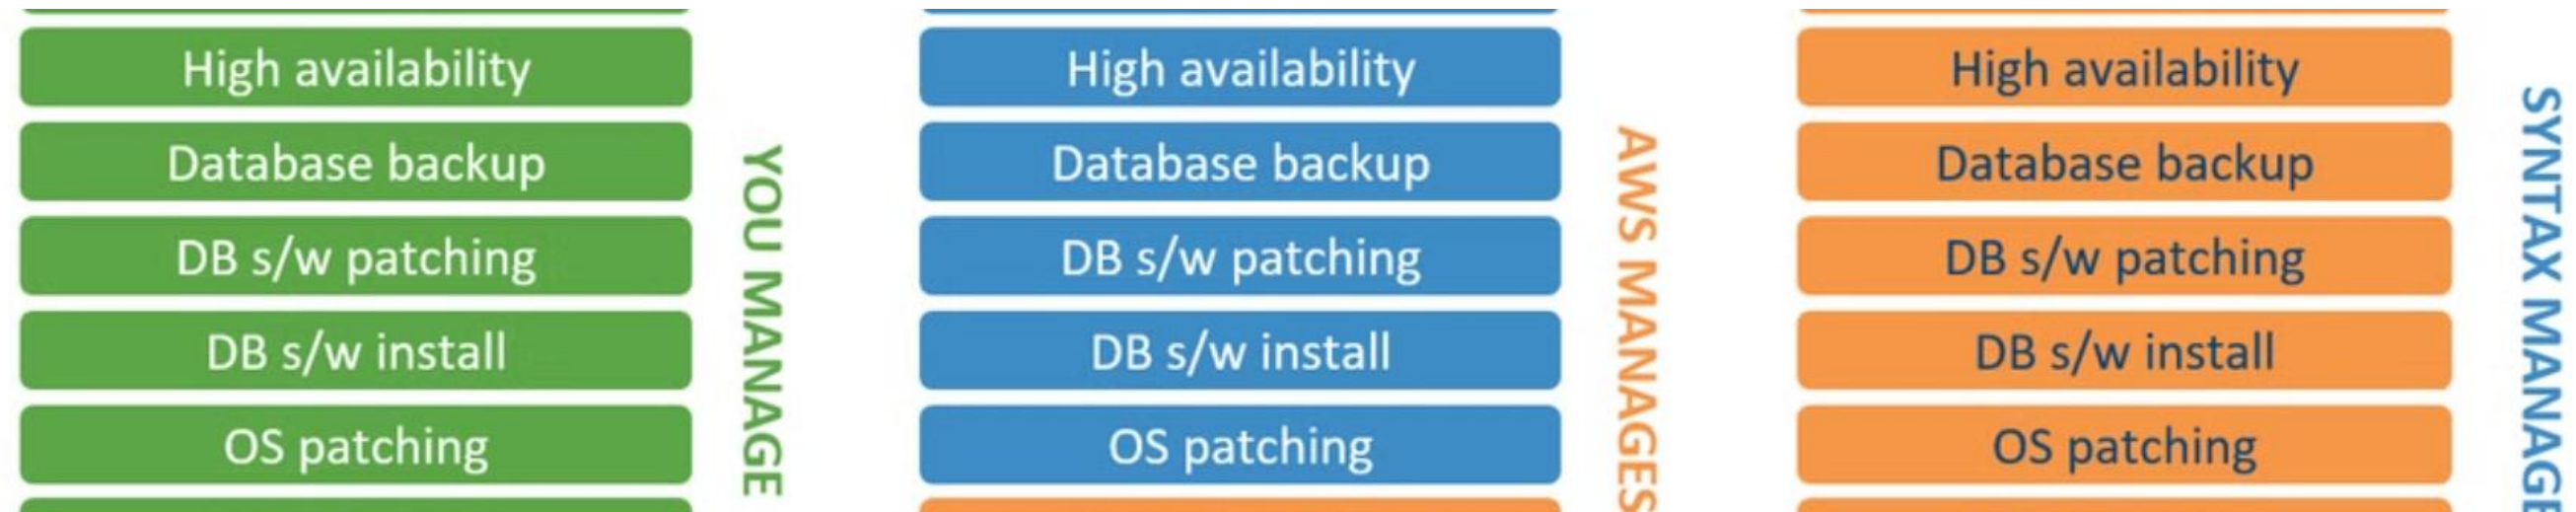 High availability
Database backup
DB s/w patching
DB s/w install
OS patching
YOU MANAGE
High availability
Database backup
DB s/w patching
DB s/w install
OS patching
AWS MANAGES
High availability
Database backup
DB s/w patching
DB s/w install
OS patching
SYNTAX MANAGE